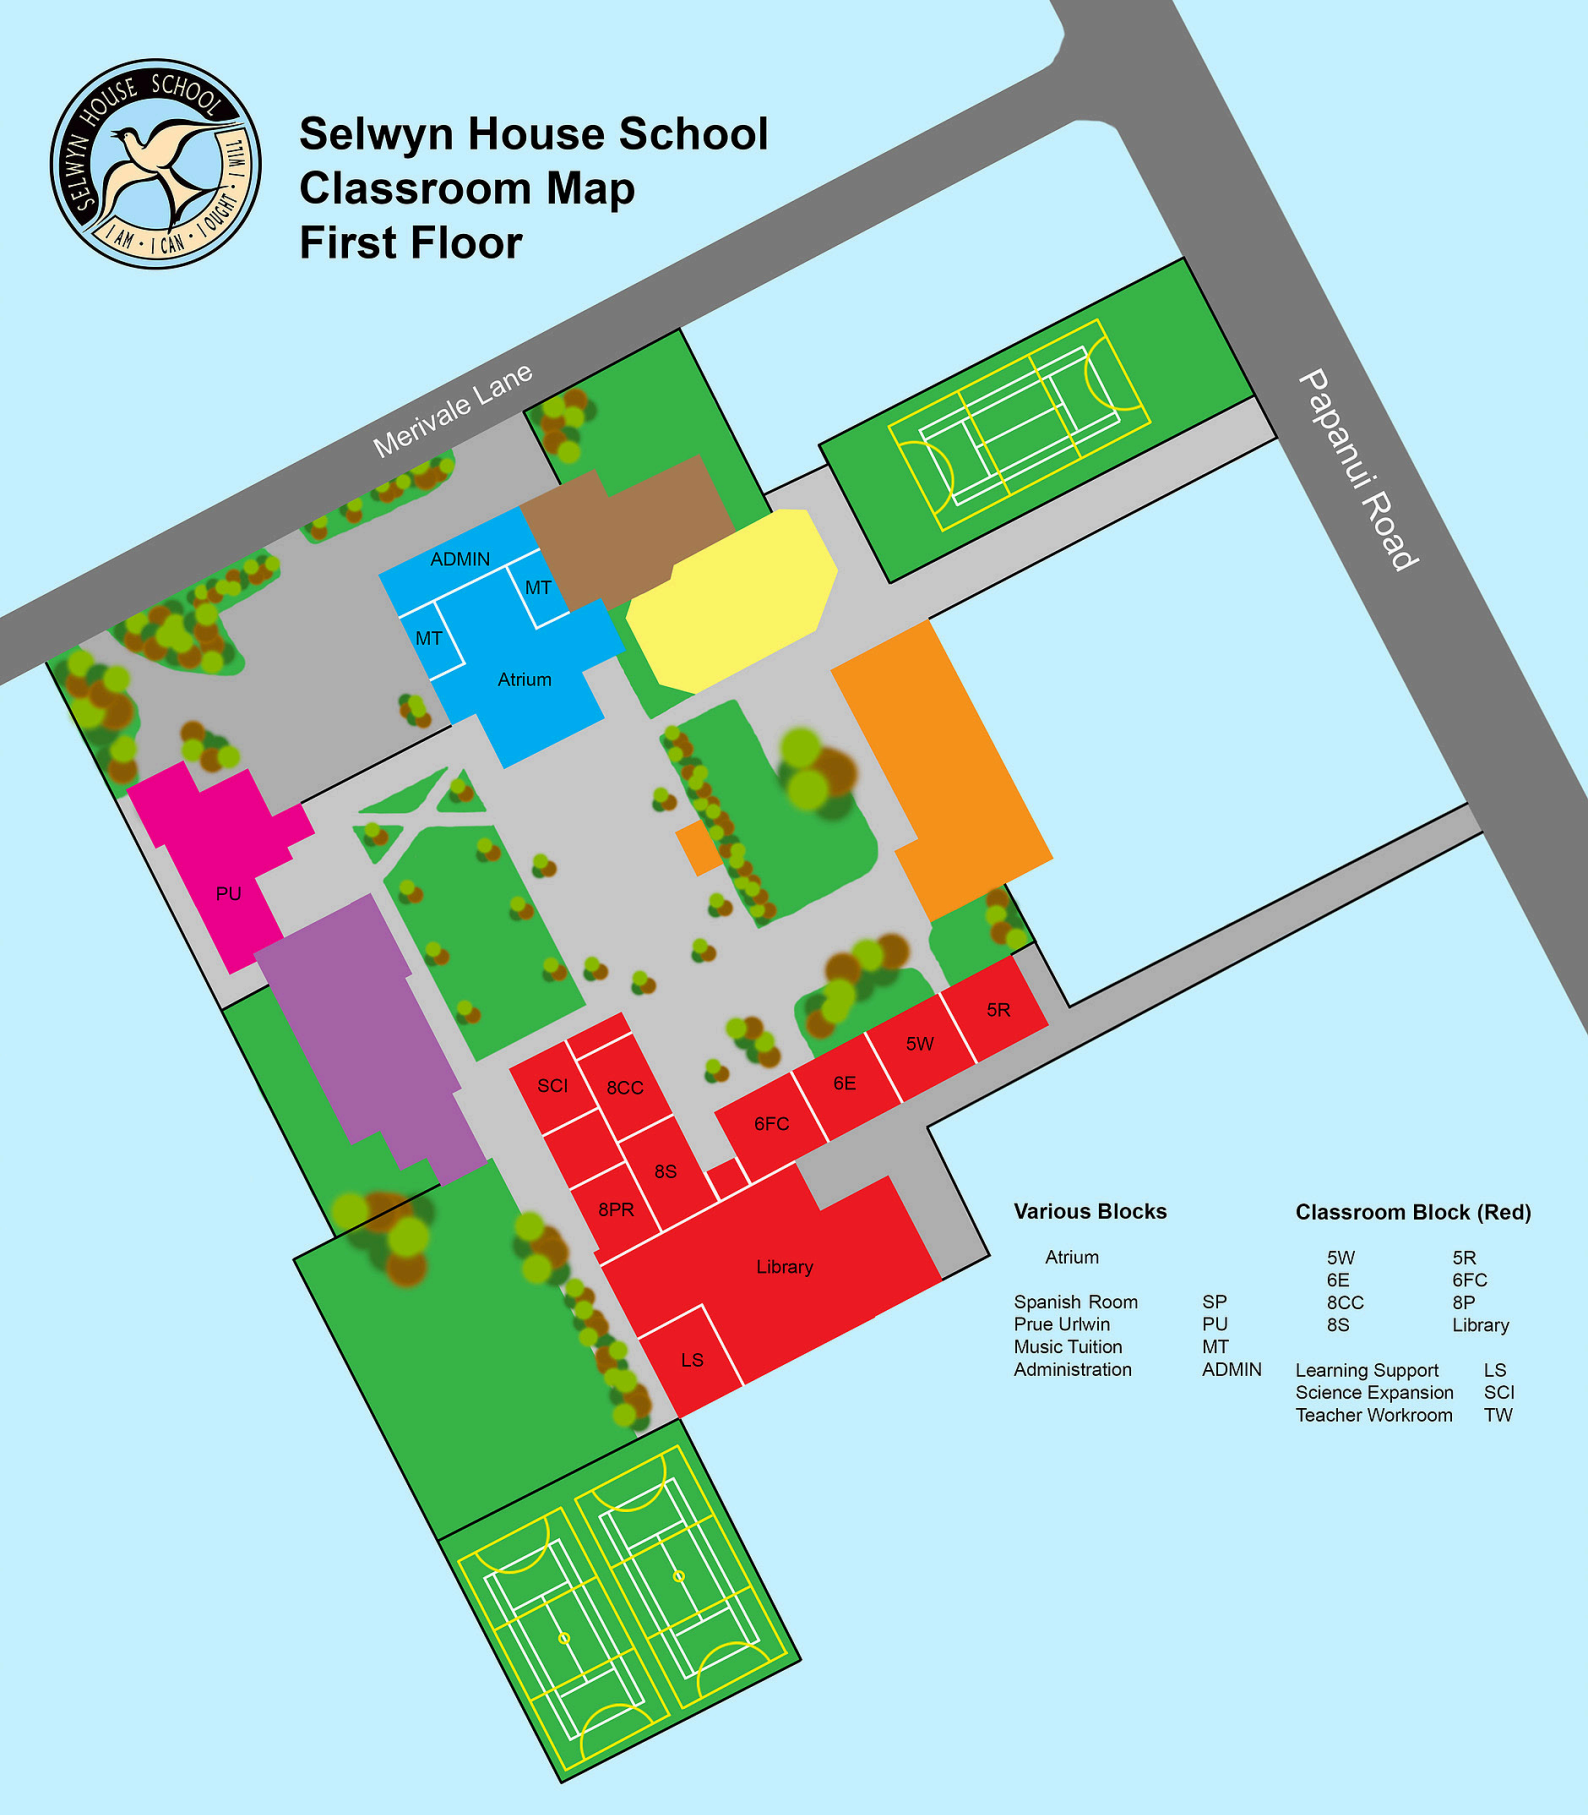 SELWYN HOUSE SCHOOL
I AM · I CAN · I OUGHT · I WILL
Selwyn House School
Classroom Map
First Floor
Merivale Lane
Papanui Road
ADMIN
MT
MT
Atrium
PU
5R
5W
6E
6FC
SCI
8CC
8S
8PR
Library
LS
Various Blocks
Atrium
Spanish Room SP
Prue Urlwin PU
Music Tuition MT
Administration ADMIN
Classroom Block (Red)
5W 5R
6E 6FC
8CC 8P
8S Library
Learning Support LS
Science Expansion SCI
Teacher Workroom TW